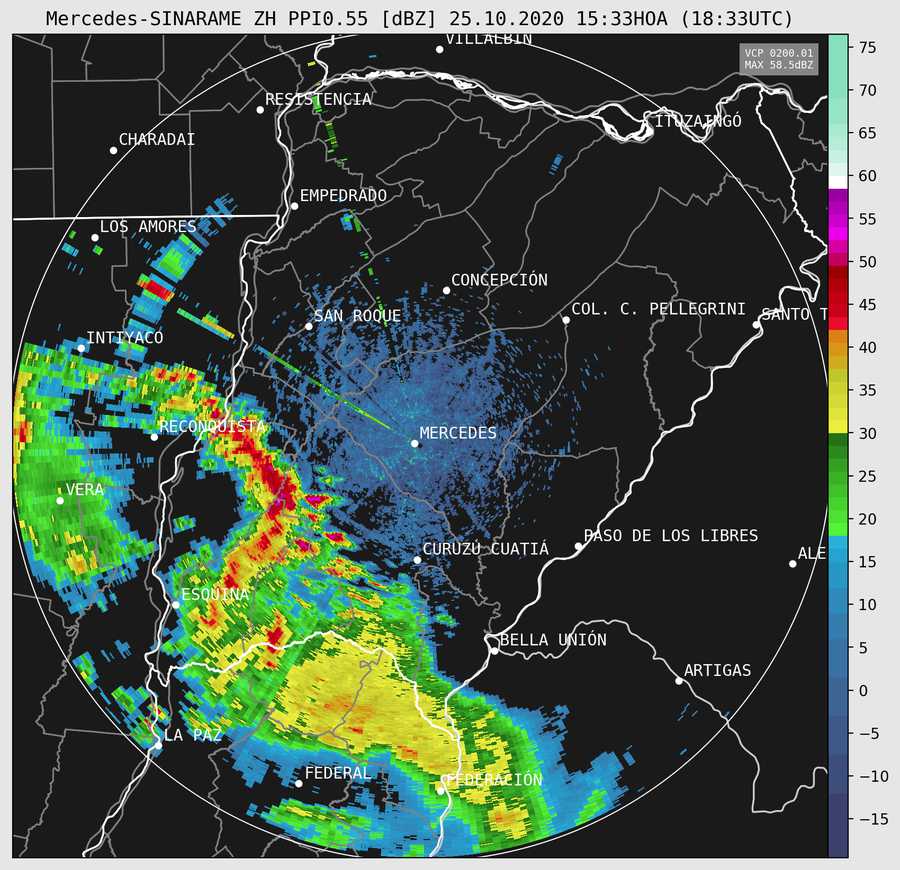 Mercedes-SINARAME ZH PPI0.55 [dBZ] 25.10.2020 15:33HOA (18:33UTC)
VILLALBIN
VCP 0200.01
MAX 58.5dBZ
RESISTENCIA
ITUZAINGÓ
CHARADAI
EMPEDRADO
LOS AMORES
CONCEPCIÓN
COL. C. PELLEGRINI
SANTO T
SAN ROQUE
INTIYACO
RECONQUISTA
MERCEDES
VERA
PASO DE LOS LIBRES
CURUZU CUATIÁ
ALE
ESQUINA
BELLA UNIÓN
ARTIGAS
LA PAZ
FEDERAL
FEDERACIÓN
75
70
65
60
55
50
45
40
35
30
25
20
15
10
5
0
−5
−10
−15